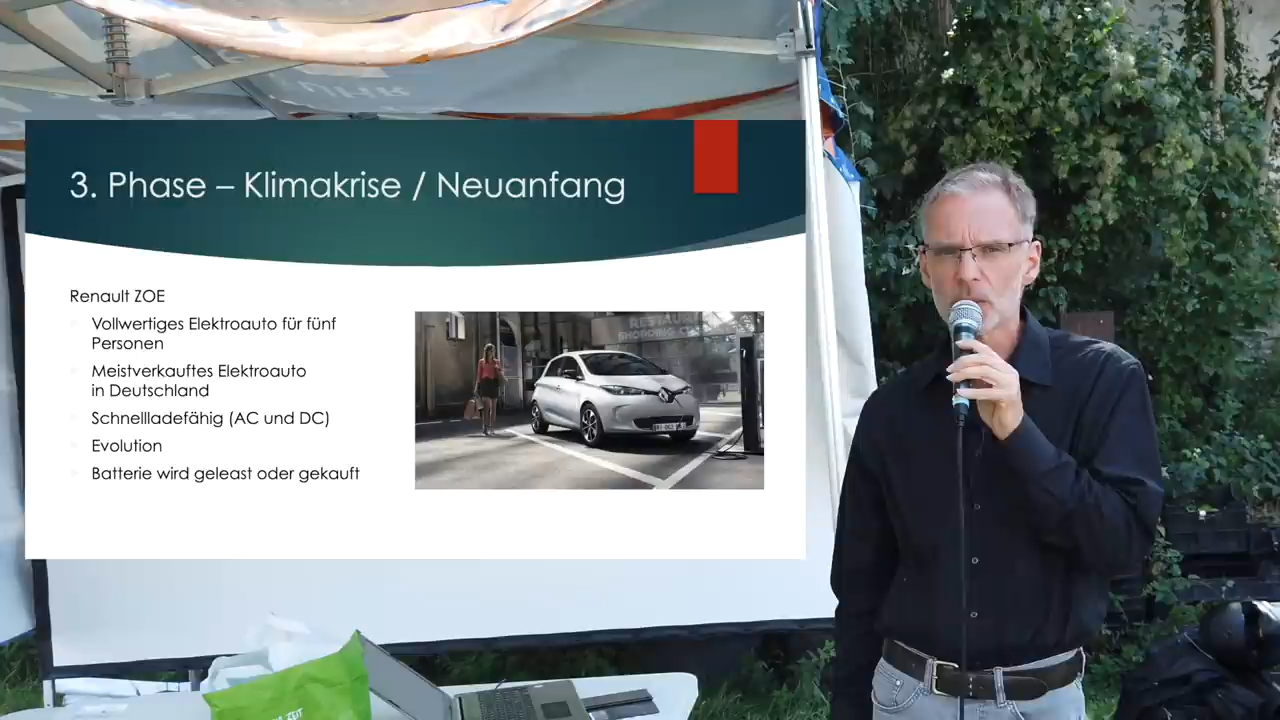 3. Phase – Klimakrise / Neuanfang
Renault ZOE
Vollwertiges Elektroauto für fünf
Personen
Meistverkauftes Elektroauto
in Deutschland
Schnellladefähig (AC und DC)
Evolution
Batterie wird geleast oder gekauft